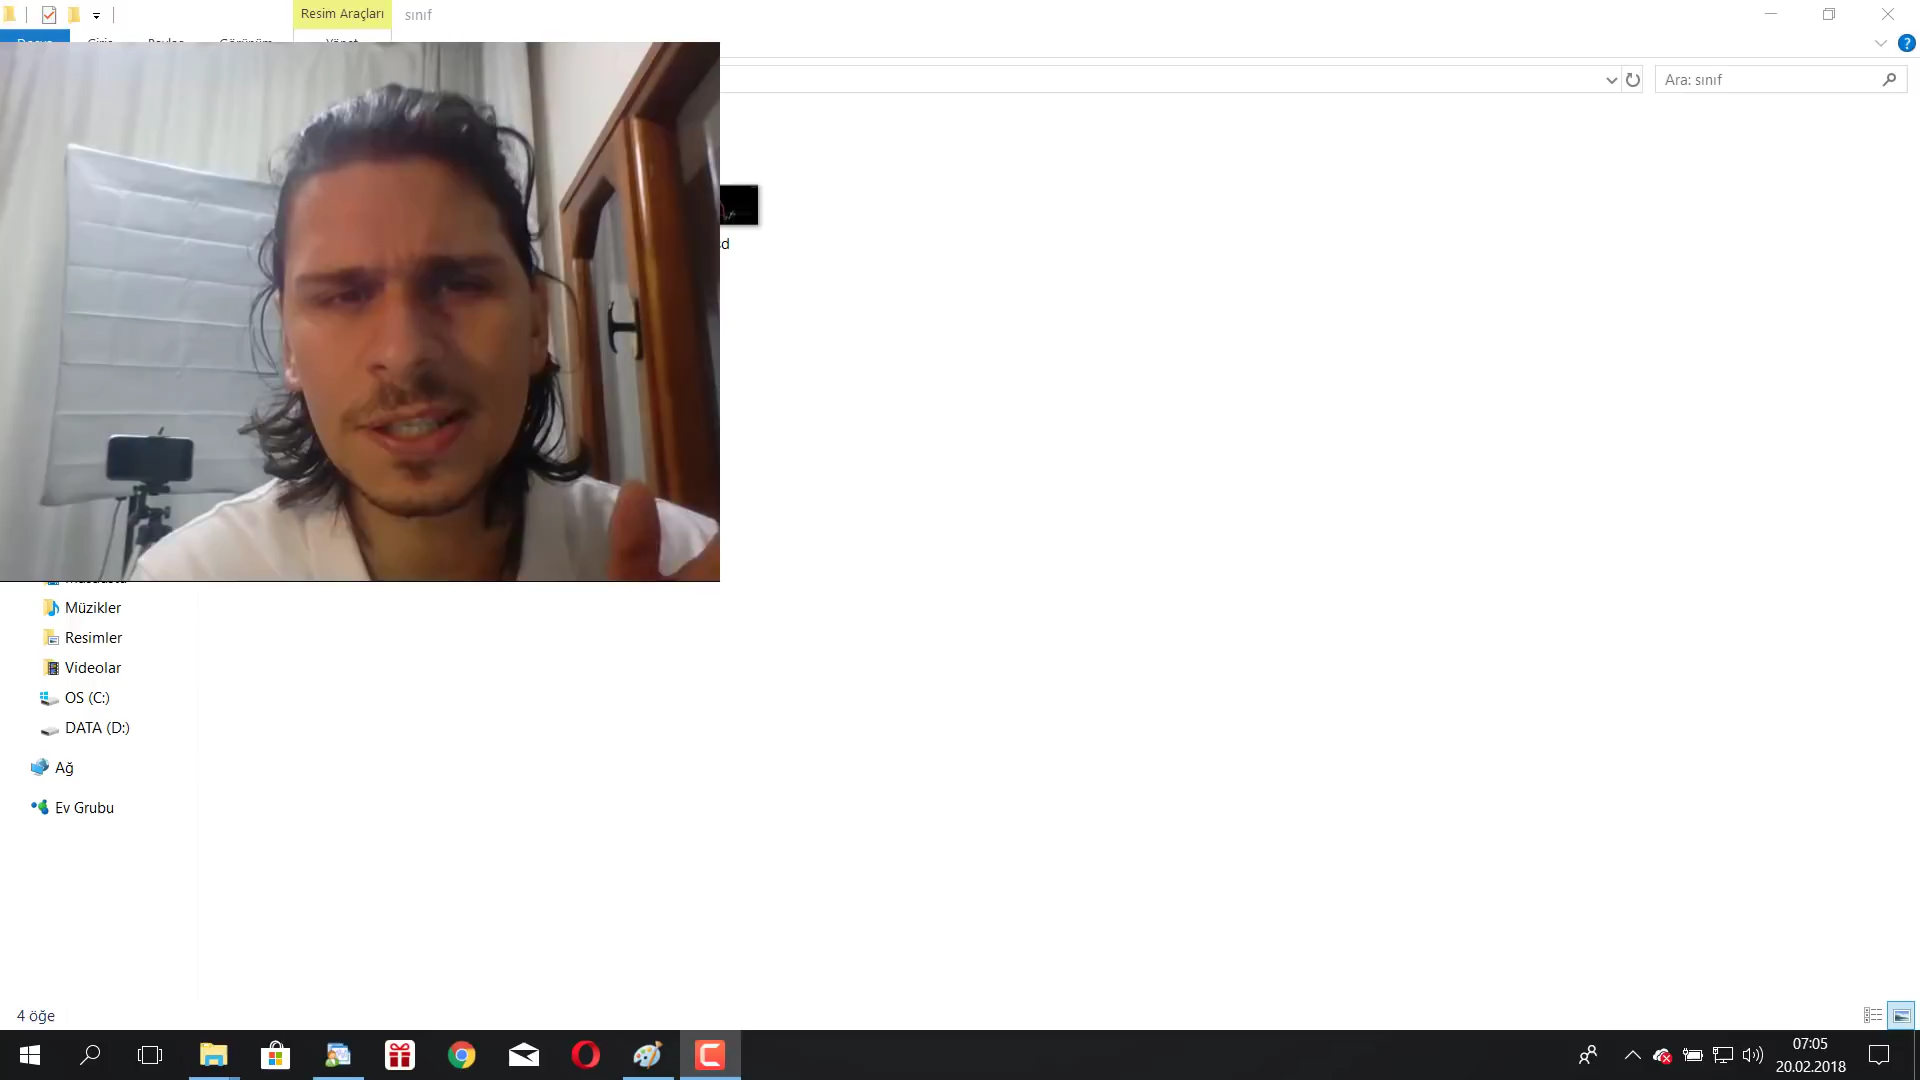 Resim Araçları sınıf
Ara: sınıf
Müzikler
Resimler
Videolar
OS (C:)
DATA (D:)
Ağ
Ev Grubu
4 öğe
07:05
20.02.2018